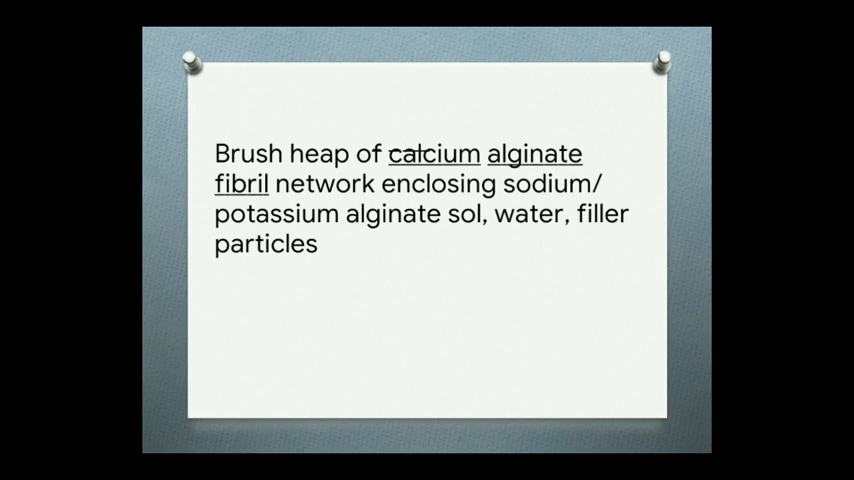 Brush heap of calcium alginate
fibril network enclosing sodium/
potassium alginate sol, water, filler
particles